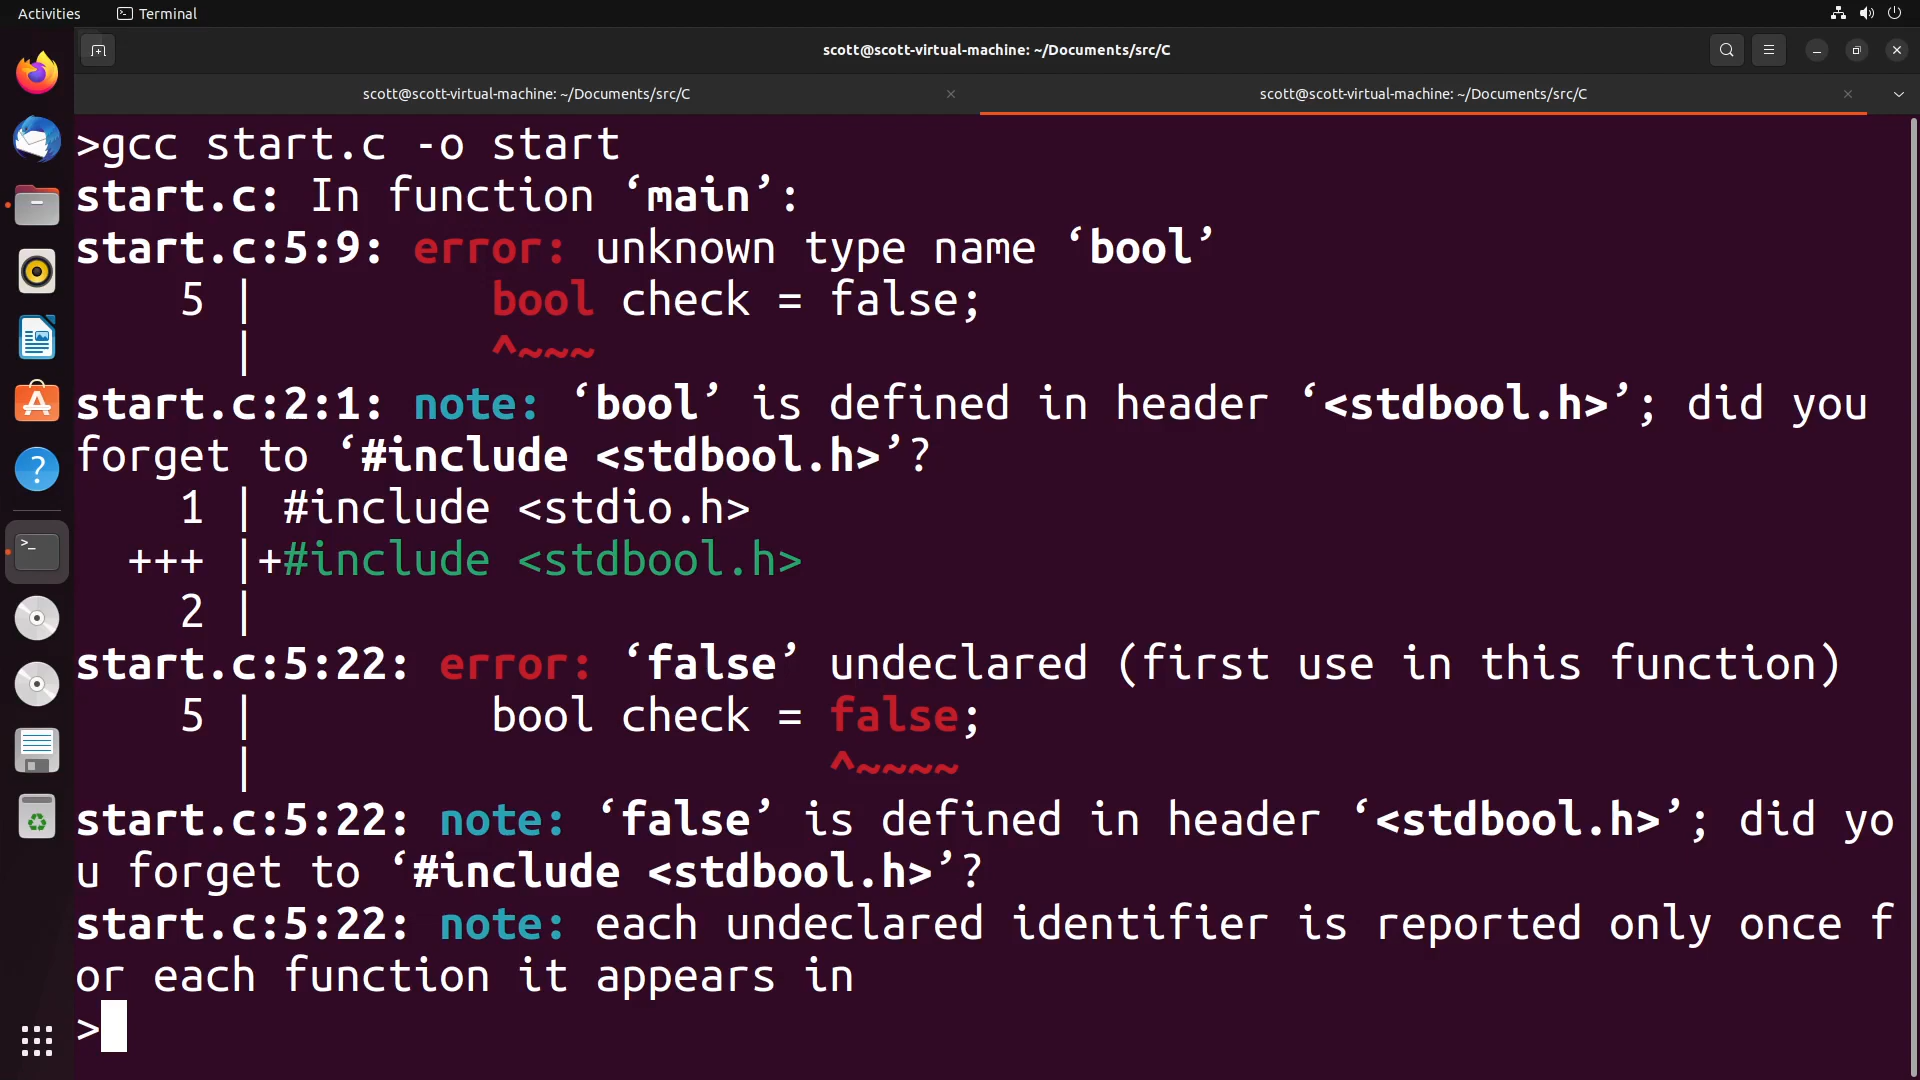 Activities Terminal
scott@scott-virtual-machine: ~/Documents/src/C
scott@scott-virtual-machine: ~/Documents/src/C scott@scott-virtual-machine: ~/Documents/src/C
>gcc start.c -o start
start.c: In function ‘main’:
start.c:5:9: error: unknown type name ‘bool’
5 | bool check = false;
| ^~~~
start.c:2:1: note: ‘bool’ is defined in header ‘<stdbool.h>’; did you
forget to ‘#include <stdbool.h>’?
1 | #include <stdio.h>
+++ |+#include <stdbool.h>
2 |
start.c:5:22: error: ‘false’ undeclared (first use in this function)
5 | bool check = false;
| ^~~~~
start.c:5:22: note: ‘false’ is defined in header ‘<stdbool.h>’; did yo
u forget to ‘#include <stdbool.h>’?
start.c:5:22: note: each undeclared identifier is reported only once f
or each function it appears in
>